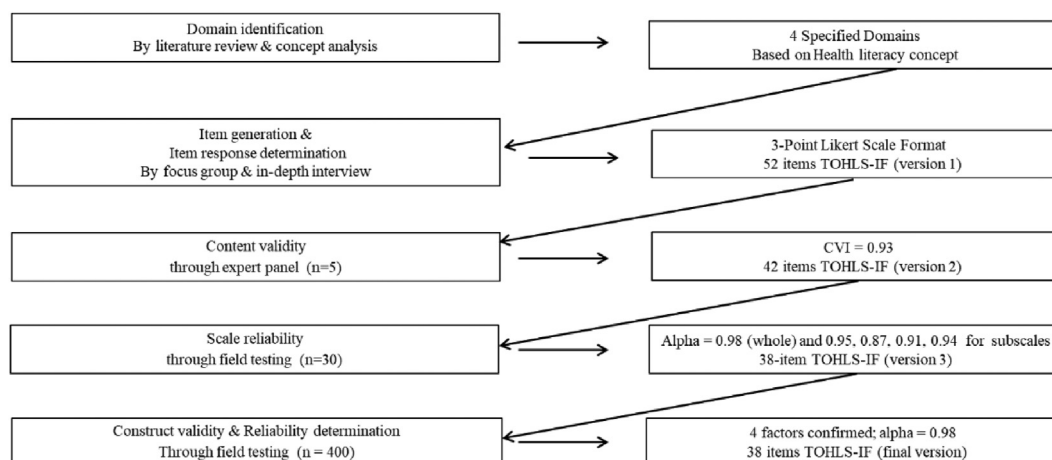 Domain identification
By literature review & concept analysis
4 Specified Domains
Based on Health literacy concept
Item generation &
Item response determination
By focus group & in-depth interview
3-Point Likert Scale Format
52 items TOHLS-IF (version 1)
Content validity
through expert panel (n=5)
CVI = 0.93
42 items TOHLS-IF (version 2)
Scale reliability
through field testing (n=30)
Alpha = 0.98 (whole) and 0.95, 0.87, 0.91, 0.94 for subscales
38-item TOHLS-IF (version 3)
Construct validity & Reliability determination
Through field testing (n = 400)
4 factors confirmed; alpha = 0.98
38 items TOHLS-IF (final version)